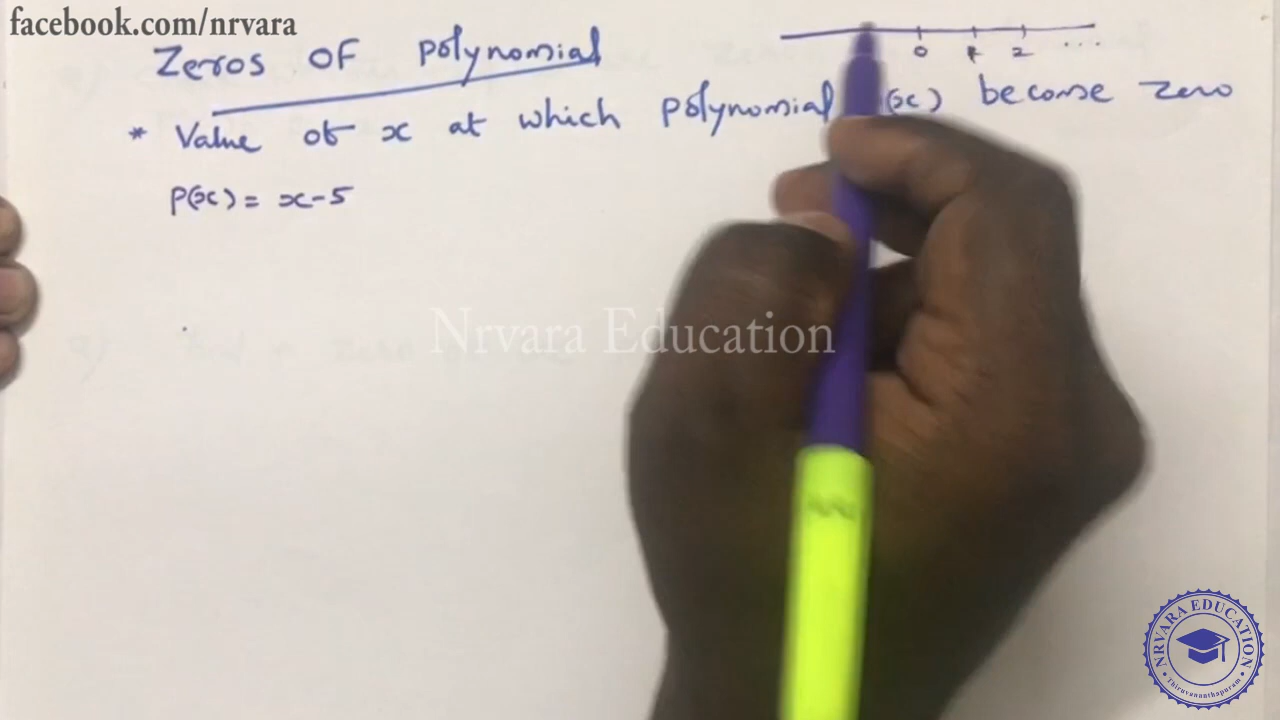 facebook.com/nrvara
Zeros OF polynomial
0 1 2 ...
* Value of x at which polynomial (x) become zero
P(x) = x-5
Nrvara Education
NRVARA EDUCATION
• Thiruvananthapuram •